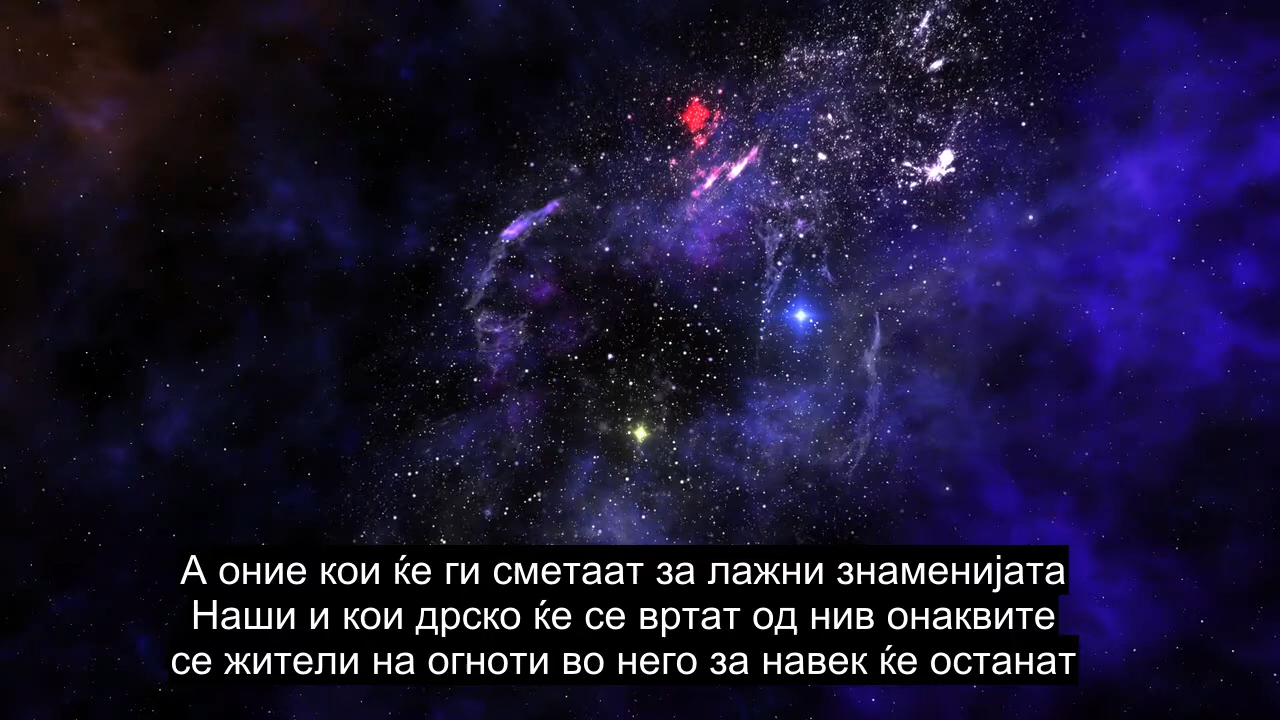 А оние кои ќе ги сметаат за лажни знаменијата
Наши и кои дрско ќе се вртат од нив онаквите
се жители на огноти во него за навек ќе останат